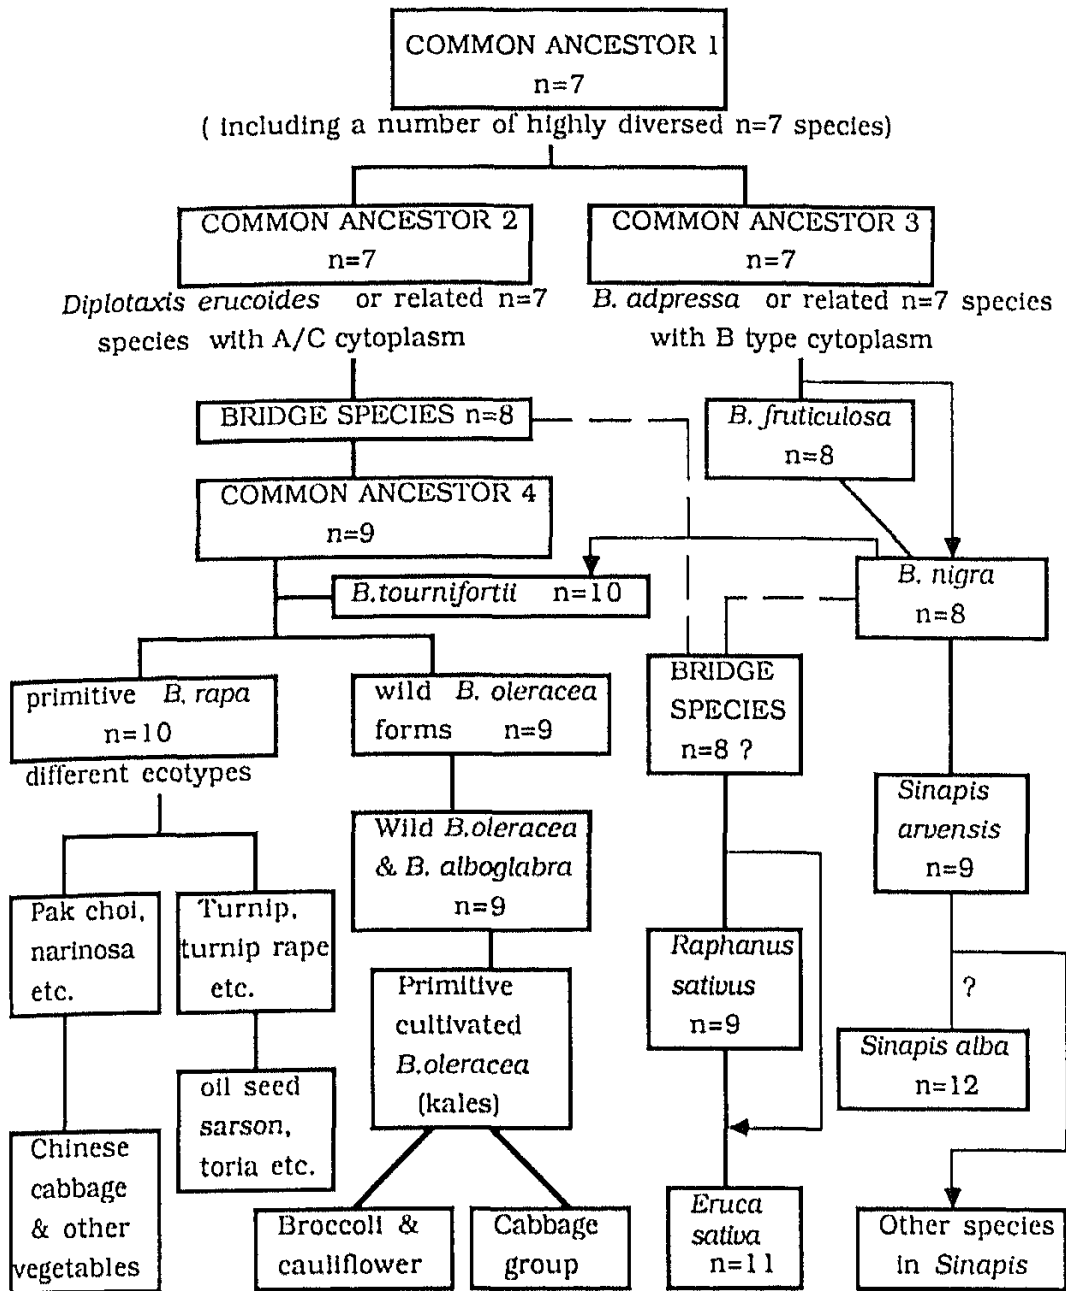 COMMON ANCESTOR 1
n=7
( including a number of highly diversed n=7 species)
COMMON ANCESTOR 2
n=7
COMMON ANCESTOR 3
n=7
Diplotaxis erucoides or related n=7
species with A/C cytoplasm
B. adpressa or related n=7 species
with B type cytoplasm
BRIDGE SPECIES n=8
B. fruticulosa
n=8
COMMON ANCESTOR 4
n=9
B. nigra
n=8
B.tournifortii n=10
primitive B. rapa
n=10
different ecotypes
wild B. oleracea
forms n=9
BRIDGE
SPECIES
n=8 ?
Sinapis
arvensis
n=9
Wild B.oleracea
& B. alboglabra
n=9
Pak choi,
narinosa
etc.
Turnip,
turnip rape
etc.
Raphanus
sativus
n=9
Primitive
cultivated
B.oleracea
(kales)
?
Sinapis alba
n=12
oil seed
sarson,
toria etc.
Chinese
cabbage
& other
vegetables
Broccoli &
cauliflower
Cabbage
group
Eruca
sativa
n=11
Other species
in Sinapis